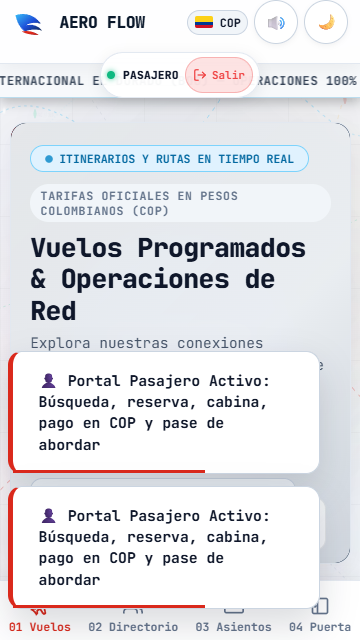 AERO FLOW
COP
TERNACIONAL E
RACIONES 100%
PASAJERO
Salir
ITINERARIOS Y RUTAS EN TIEMPO REAL
TARIFAS OFICIALES EN PESOS
COLOMBIANOS (COP)
Vuelos Programados
& Operaciones de
Red
Explora nuestras conexiones
Portal Pasajero Activo:
Búsqueda, reserva, cabina,
pago en COP y pase de
abordar
Portal Pasajero Activo:
Búsqueda, reserva, cabina,
pago en COP y pase de
abordar
01 Vuelos
02 Directorio
03 Asientos
04 Puerta